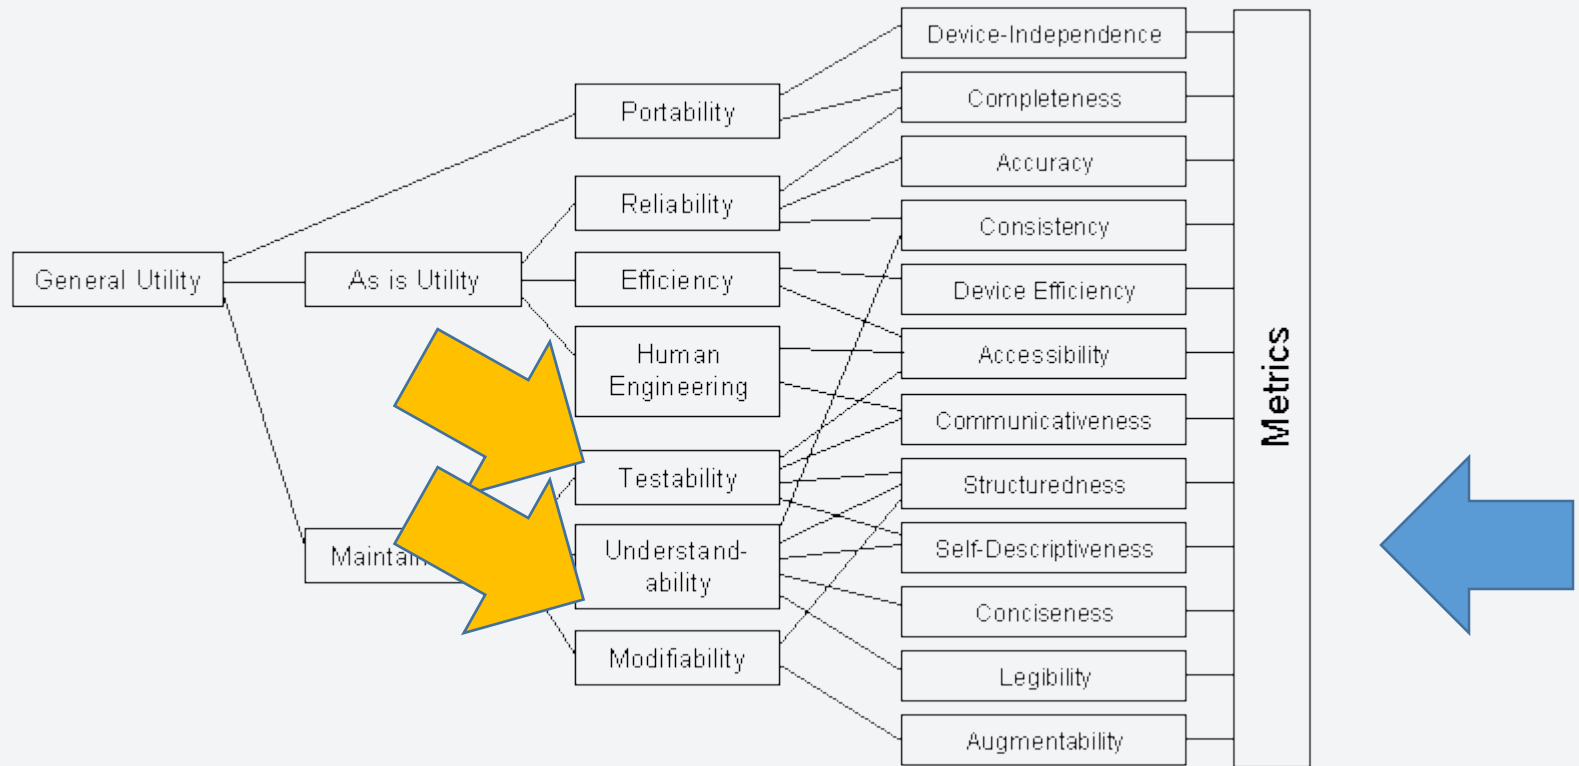 Device-Independence
Completeness
Portability
Accuracy
Reliability
Consistency
General Utility
As is Utility
Efficiency
Device Efficiency
Human
Engineering
Accessibility
Communicativeness
Metrics
Testability
Structuredness
Maintain
Understand-
ability
Self-Descriptiveness
Conciseness
Modifiability
Legibility
Augmentability